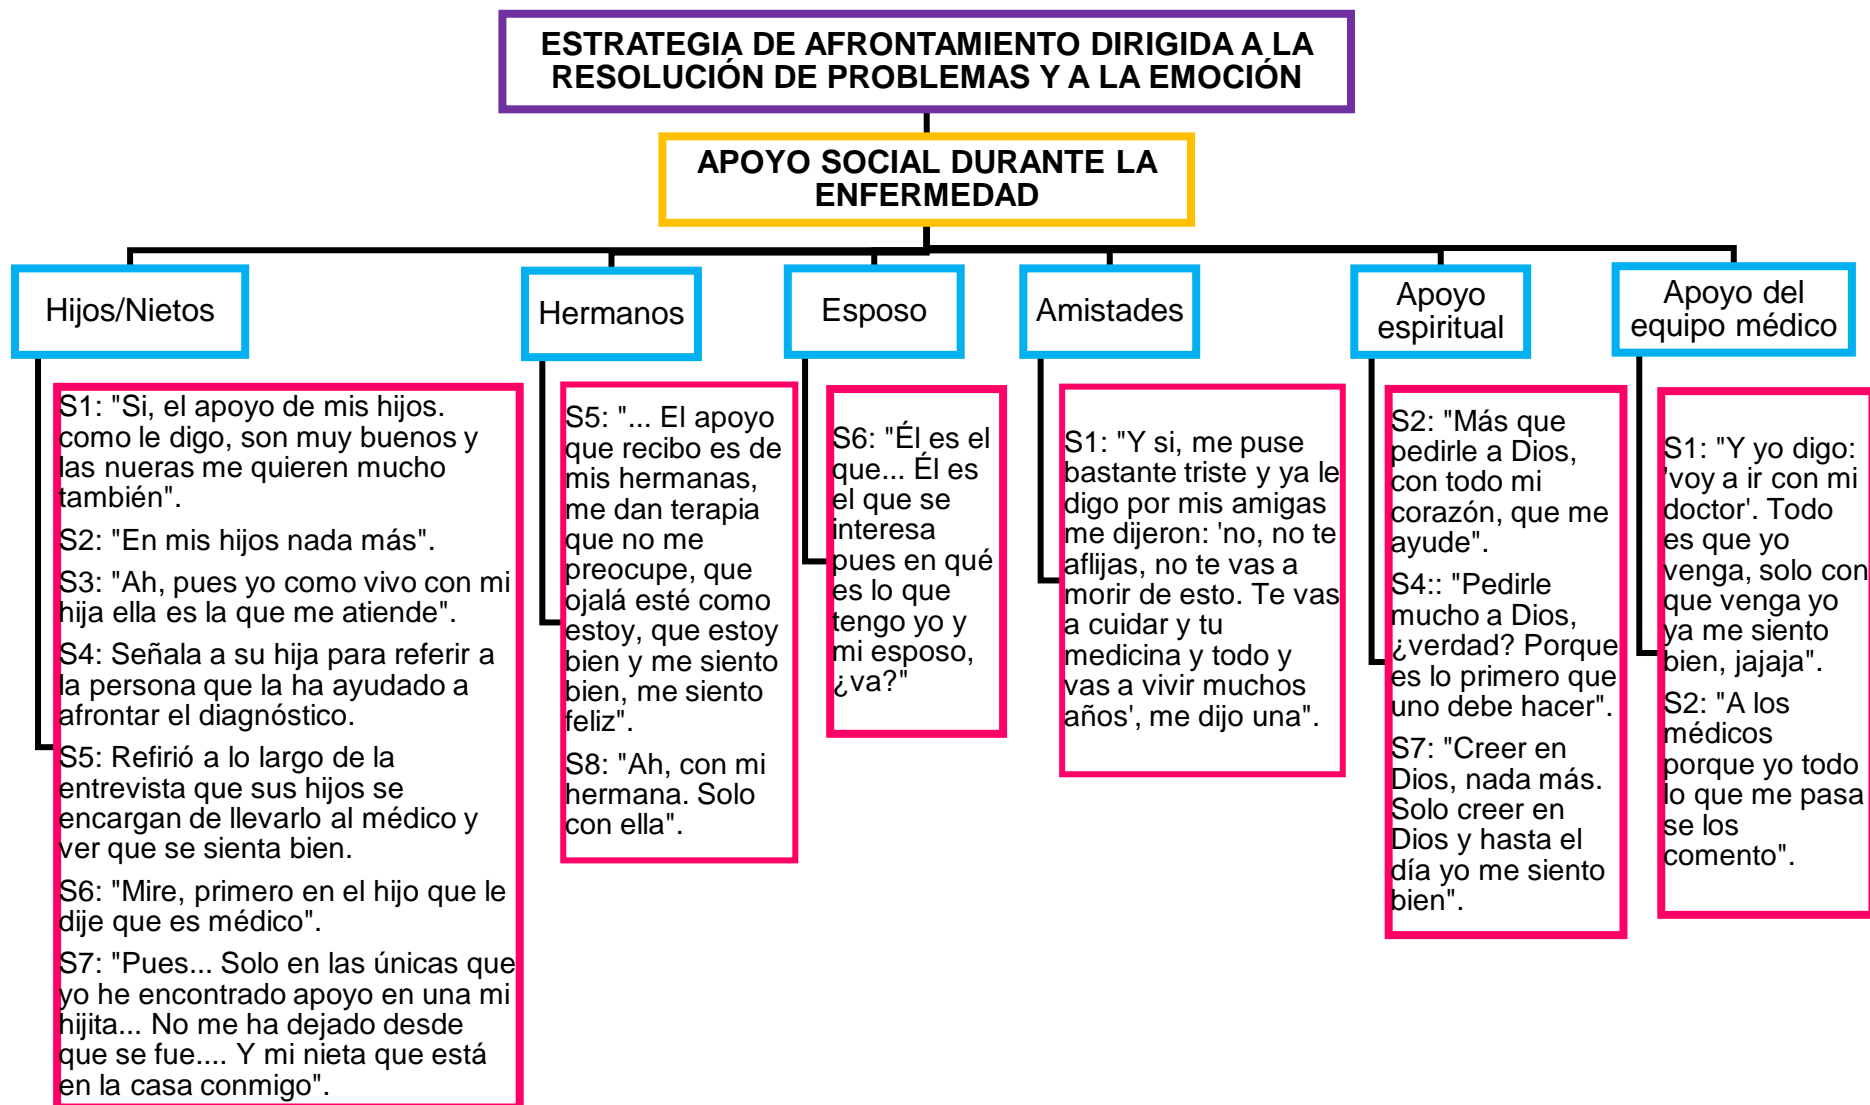 ESTRATEGIA DE AFRONTAMIENTO DIRIGIDA A LA
RESOLUCIÓN DE PROBLEMAS Y A LA EMOCIÓN
APOYO SOCIAL DURANTE LA
ENFERMEDAD
Hijos/Nietos
S1: "Si, el apoyo de mis hijos.
como le digo, son muy buenos y
las nueras me quieren mucho
también".
S2: "En mis hijos nada más".
S3: "Ah, pues yo como vivo con mi
hija ella es la que me atiende".
S4: Señala a su hija para referir a
la persona que la ha ayudado a
afrontar el diagnóstico.
S5: Refirió a lo largo de la
entrevista que sus hijos se
encargan de llevarlo al médico y
ver que se sienta bien.
S6: "Mire, primero en el hijo que le
dije que es médico".
S7: "Pues... Solo en las únicas que
yo he encontrado apoyo en una mi
hijita... No me ha dejado desde
que se fue.... Y mi nieta que está
en la casa conmigo".
Hermanos
S5: "... El apoyo
que recibo es de
mis hermanas,
me dan terapia
que no me
preocupe, que
ojalá esté como
estoy, que estoy
bien y me siento
bien, me siento
feliz".
S8: "Ah, con mi
hermana. Solo
con ella".
Esposo
S6: "Él es el
que... Él es
el que se
interesa
pues en qué
es lo que
tengo yo y
mi esposo,
¿va?"
Amistades
S1: "Y si, me puse
bastante triste y ya le
digo por mis amigas
me dijeron: 'no, no te
aflijas, no te vas a
morir de esto. Te vas
a cuidar y tu
medicina y todo y
vas a vivir muchos
años', me dijo una".
Apoyo
espiritual
S2: "Más que
pedirle a Dios,
con todo mi
corazón, que me
ayude".
S4:: "Pedirle
mucho a Dios,
¿verdad? Porque
es lo primero que
uno debe hacer".
S7: "Creer en
Dios, nada más.
Solo creer en
Dios y hasta el
día yo me siento
bien".
Apoyo del
equipo médico
S1: "Y yo digo:
'voy a ir con mi
doctor'. Todo
es que yo
venga, solo con
que venga yo
ya me siento
bien, jajaja".
S2: "A los
médicos
porque yo todo
lo que me pasa
se los
comento".